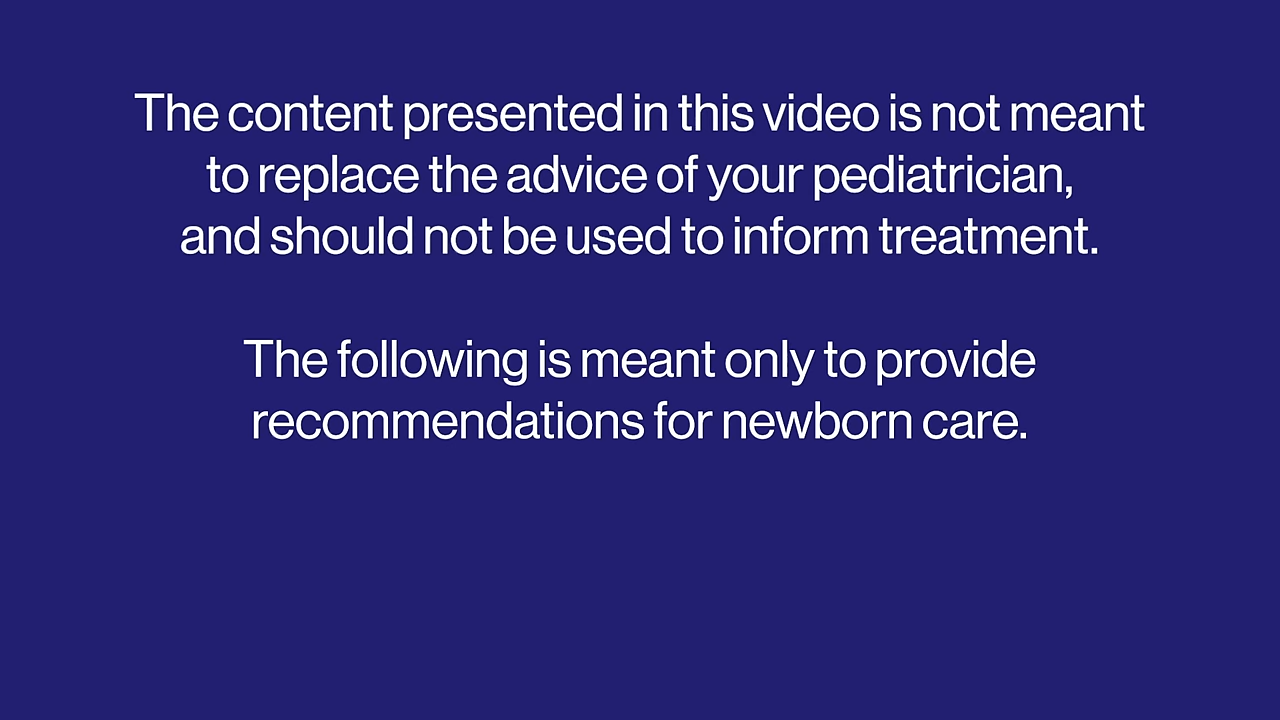 The content presented in this video is not meant
to replace the advice of your pediatrician,
and should not be used to inform treatment.
The following is meant only to provide
recommendations for newborn care.